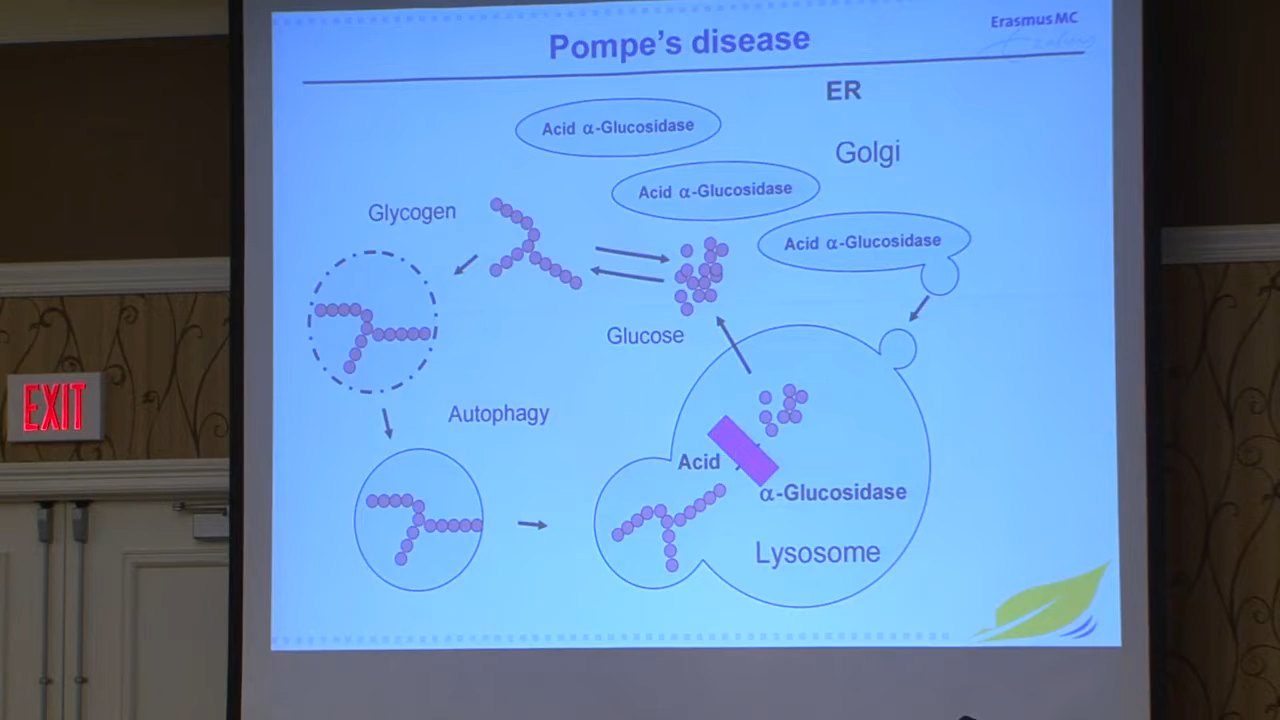 Pompe's disease
Erasmus MC
ER
Acid α-Glucosidase
Golgi
Acid α-Glucosidase
Glycogen
Acid α-Glucosidase
Glucose
EXIT
Autophagy
Acid
α-Glucosidase
Lysosome